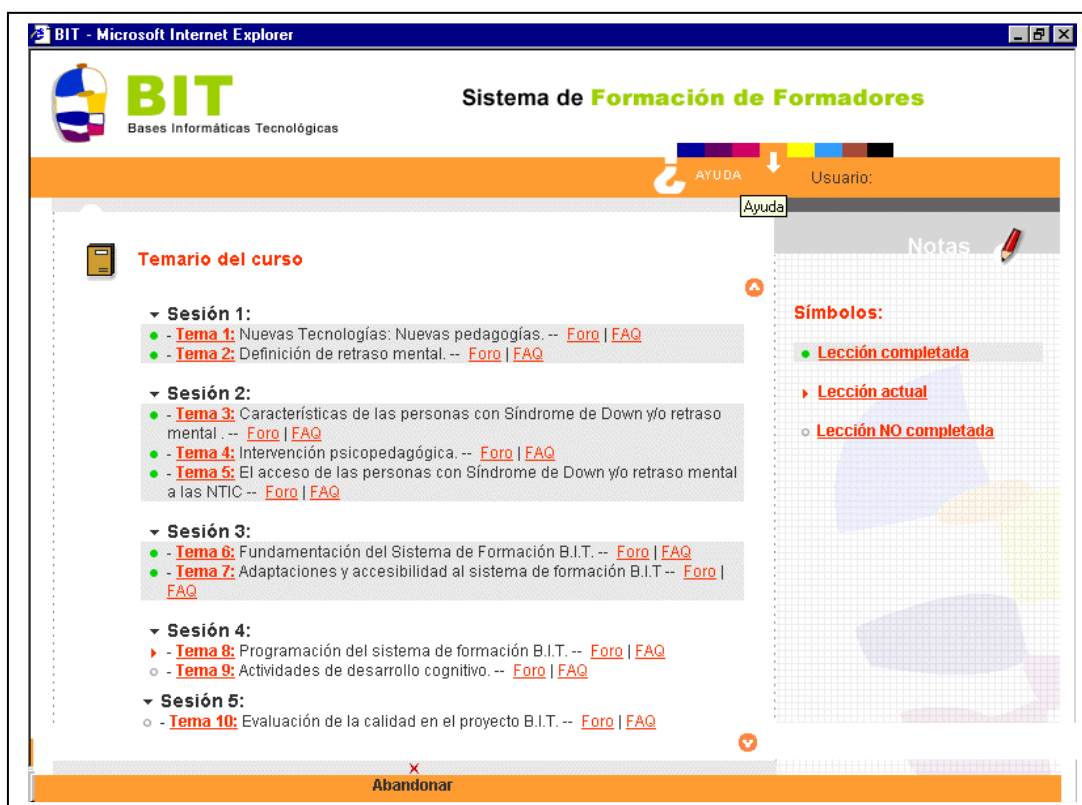 BIT - Microsoft Internet Explorer
BIT
Bases Informáticas Tecnológicas
Sistema de Formación de Formadores
AYUDA
Usuario:
Ayuda
Notas
Temario del curso
Sesión 1:
- Tema 1: Nuevas Tecnologías: Nuevas pedagogías. -- Foro | FAQ
- Tema 2: Definición de retraso mental. -- Foro | FAQ
Sesión 2:
- Tema 3: Características de las personas con Síndrome de Down y/o retraso
mental . -- Foro | FAQ
- Tema 4: Intervención psicopedagógica. -- Foro | FAQ
- Tema 5: El acceso de las personas con Síndrome de Down y/o retraso mental
a las NTIC -- Foro | FAQ
Sesión 3:
- Tema 6: Fundamentación del Sistema de Formación B.I.T. -- Foro | FAQ
- Tema 7: Adaptaciones y accesibilidad al sistema de formación B.I.T -- Foro |
FAQ
Sesión 4:
- Tema 8: Programación del sistema de formación B.I.T. -- Foro | FAQ
- Tema 9: Actividades de desarrollo cognitivo. -- Foro | FAQ
Sesión 5:
- Tema 10: Evaluación de la calidad en el proyecto B.I.T. -- Foro | FAQ
Símbolos:
Lección completada
Lección actual
Lección NO completada
Abandonar